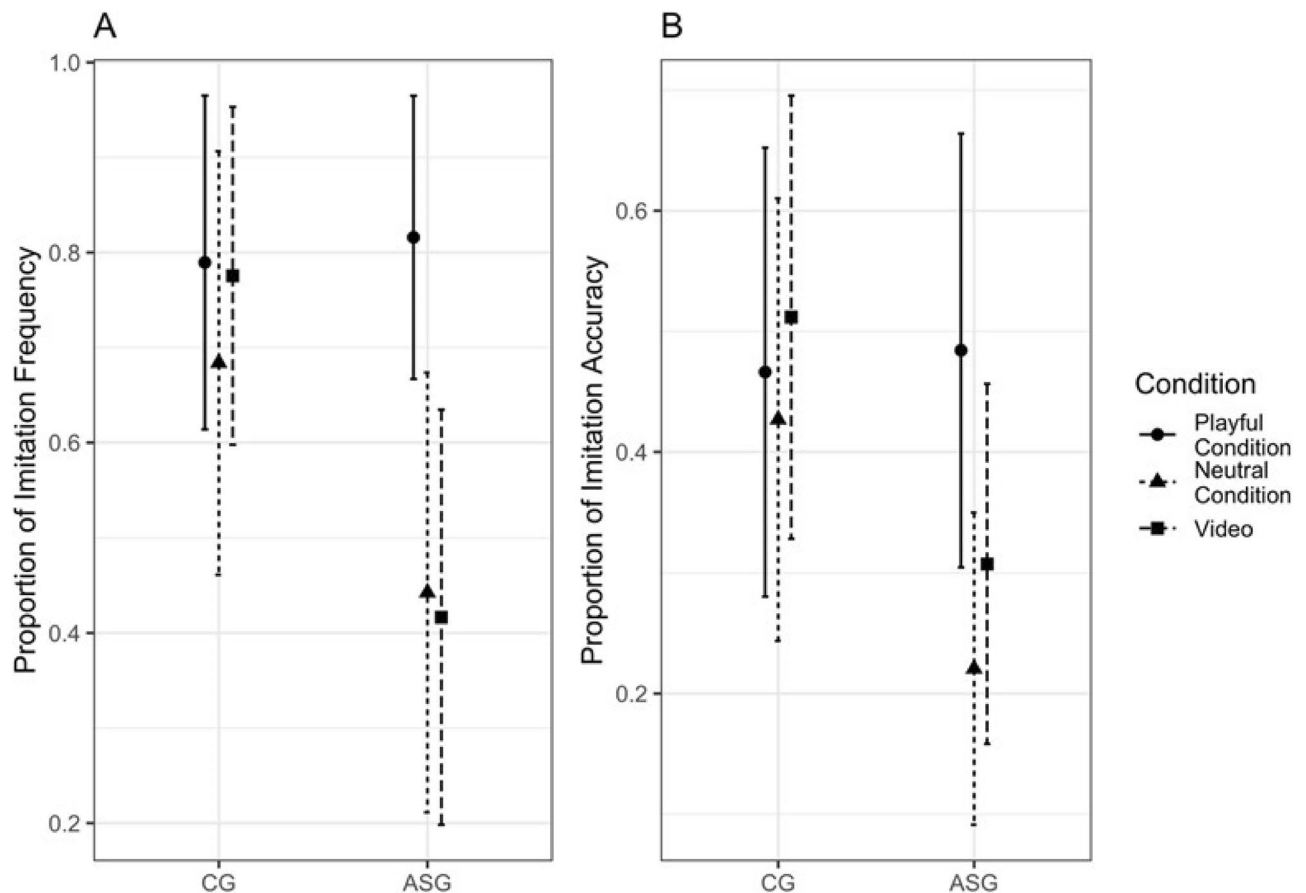 A
Proportion of Imitation Frequency
1.0
0.8
0.6
0.4
0.2
CG
ASG
B
Proportion of Imitation Accuracy
0.6
0.4
0.2
CG
ASG
Condition
Playful
Condition
Neutral
Condition
Video